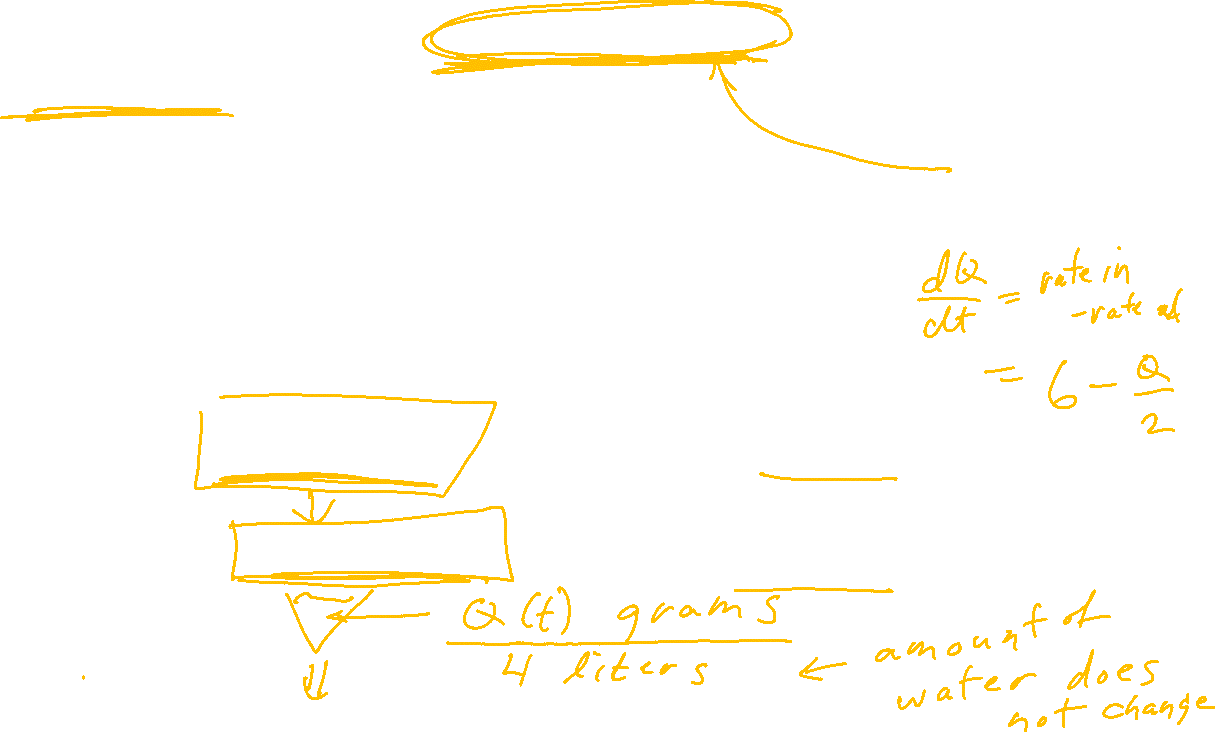 dQ/dt = rate in
- rate out
= 6 - Q/2
Q(t) grams
4 liters
← amount of
water does
not change